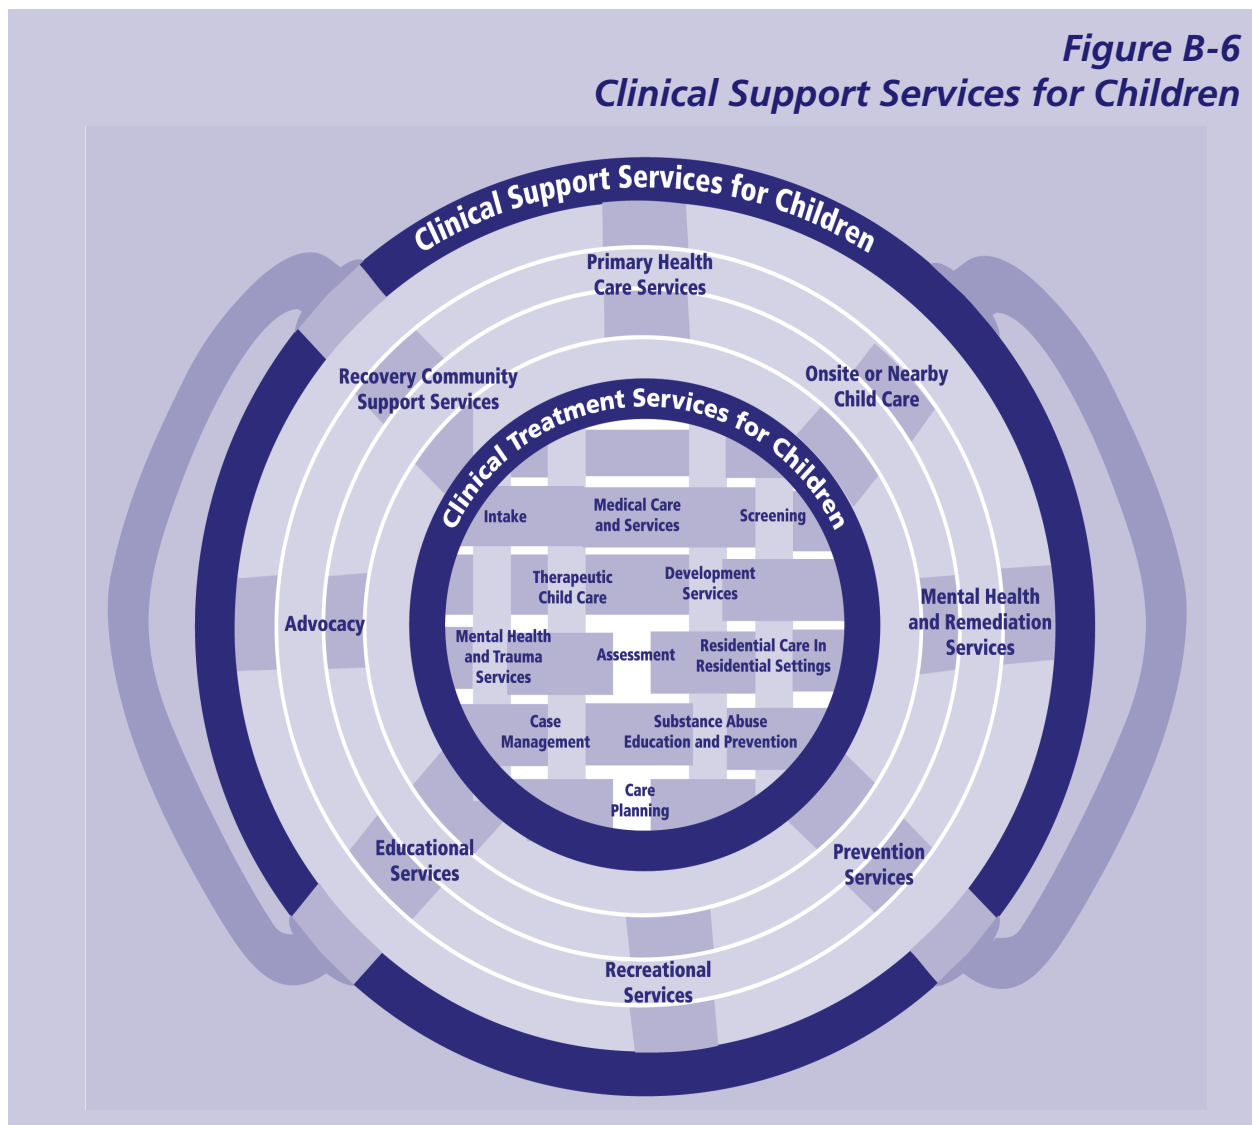 Figure B-6
Clinical Support Services for Children
Clinical Support Services for Children
Primary Health
Care Services
Recovery Community
Support Services
Onsite or Nearby
Child Care
Clinical Treatment Services for Children
Intake
Medical Care
and Services
Screening
Therapeutic
Child Care
Development
Services
Advocacy
Mental Health
and Trauma
Services
Assessment
Residential Care In
Residential Settings
Mental Health
and Remediation
Services
Case
Management
Substance Abuse
Education and Prevention
Care
Planning
Educational
Services
Prevention
Services
Recreational
Services